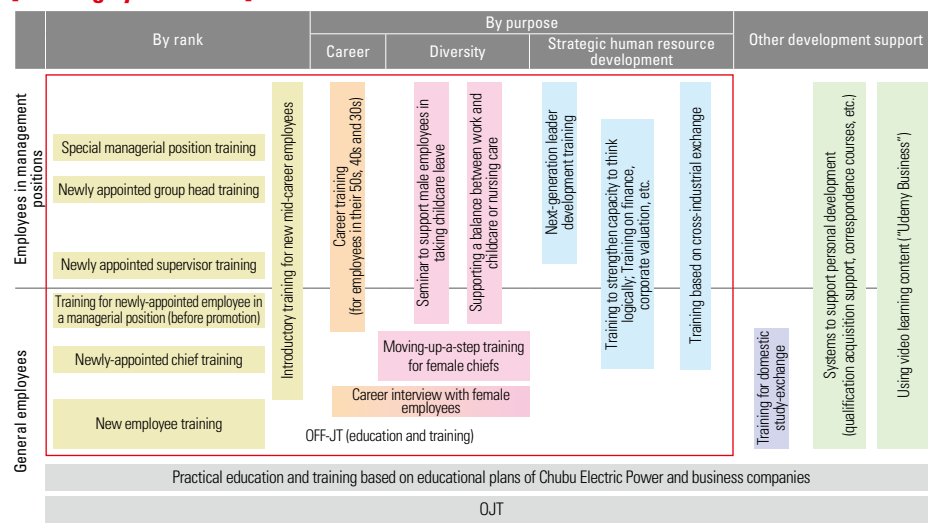 By rank
By purpose
Career
Diversity
Strategic human resource
development
Other development support
Employees in management
positions
General employees
Special managerial position training
Newly appointed group head training
Newly appointed supervisor training
Training for newly-appointed employee in
a managerial position (before promotion)
Newly-appointed chief training
New employee training
Introductory training for new mid-career employees
Career training
(for employees in their 50s, 40s and 30s)
Seminar to support male employees in
taking childcare leave
Supporting a balance between work and
childcare or nursing care
Moving-up-a-step training
for female chiefs
Career interview with female
employees
OFF-JT (education and training)
Next-generation leader
development training
Training to strengthen capacity to think
logically; Training on finance,
corporate valuation, etc.
Training based on cross-industrial exchange
Training for domestic
study-exchange
Systems to support personal development
(qualification acquisition support, correspondence courses, etc.)
Using video learning content ("Udemy Business")
Practical education and training based on educational plans of Chubu Electric Power and business companies
OJT